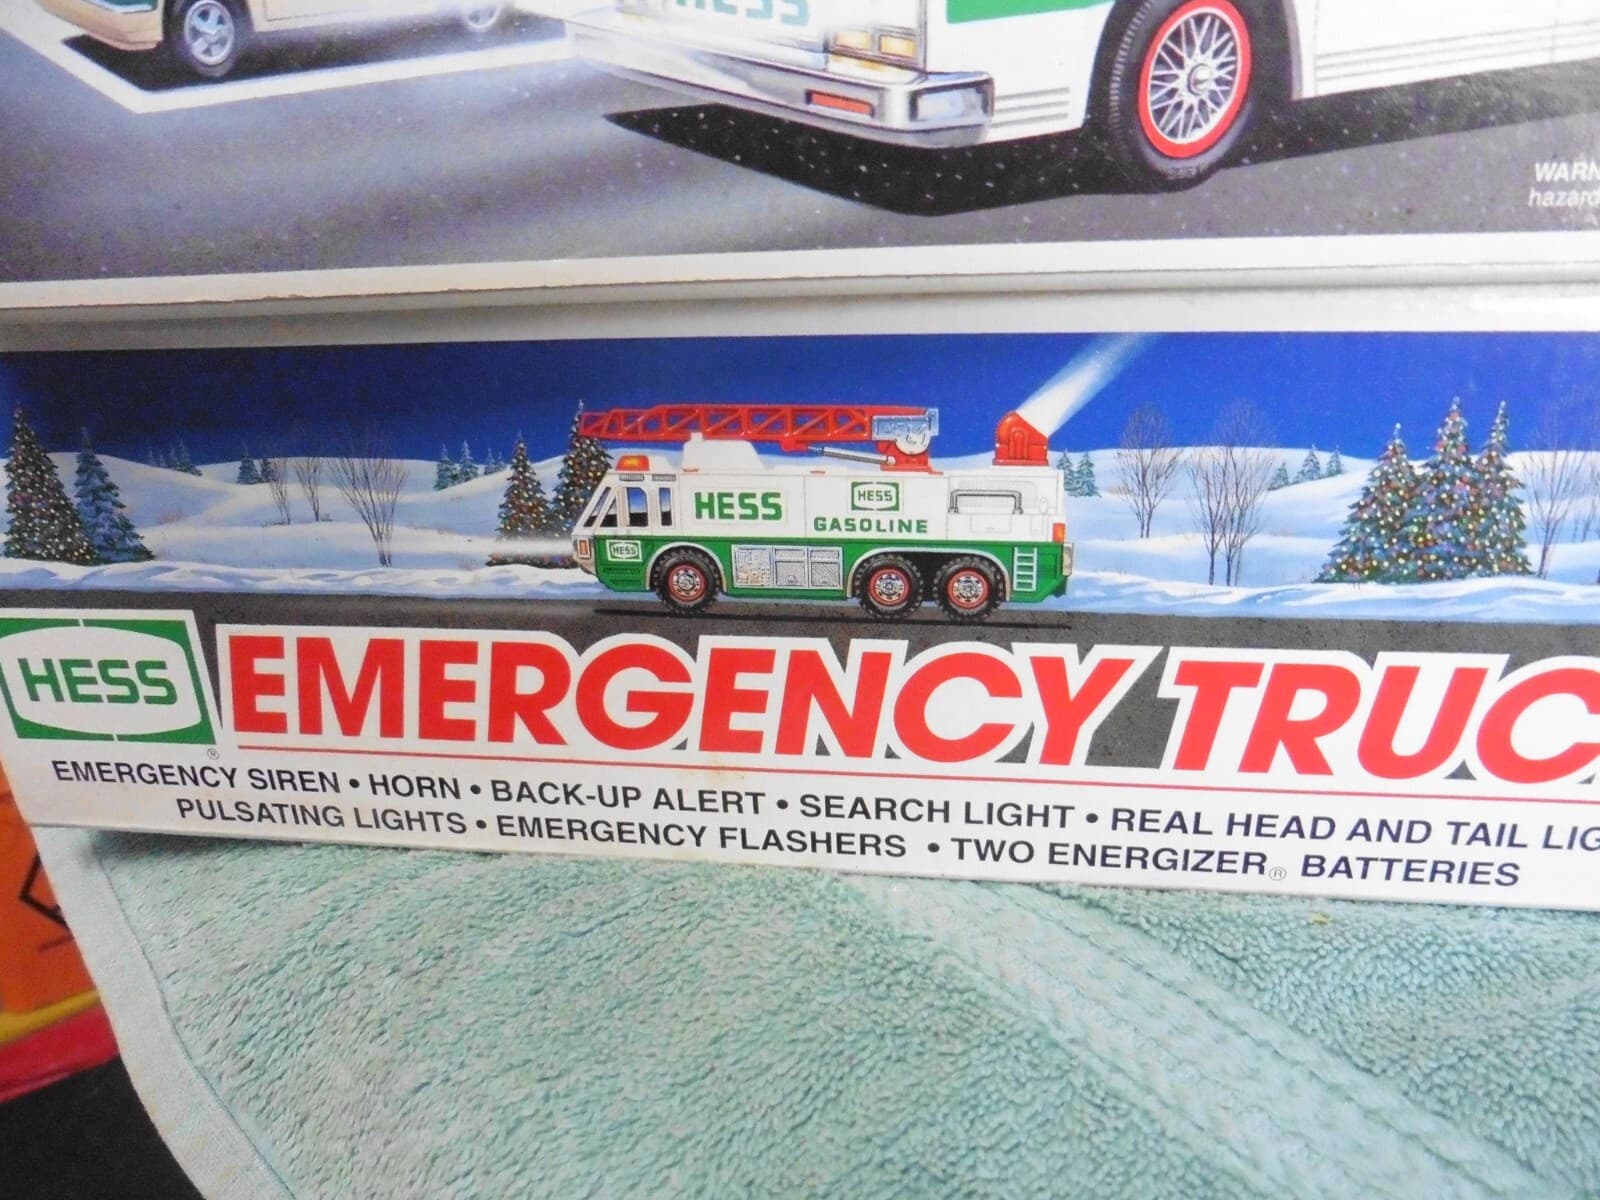 HESS
WARN
hazard
HESS
HESS
GASOLINE
HESS
HESS ®
EMERGENCY TRUC
EMERGENCY SIREN • HORN • BACK-UP ALERT • SEARCH LIGHT • REAL HEAD AND TAIL LIG
PULSATING LIGHTS • EMERGENCY FLASHERS • TWO ENERGIZER® BATTERIES